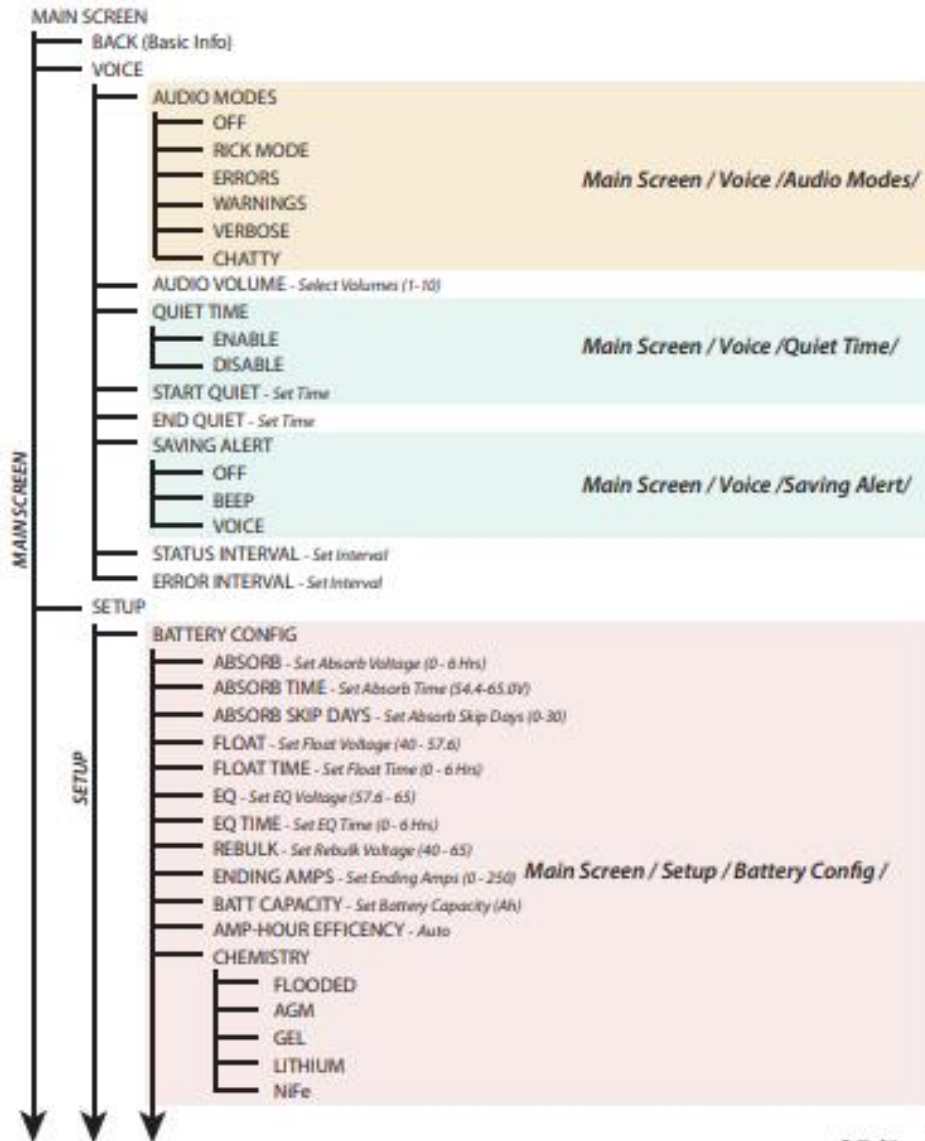 MAIN SCREEN
BACK (Basic Info)
VOICE
AUDIO MODES
OFF
RICK MODE
ERRORS
Main Screen / Voice /Audio Modes/
WARNINGS
VERBOSE
CHATTY
AUDIO VOLUME - Select Volumes (1-10)
QUIET TIME
ENABLE
Main Screen / Voice /Quiet Time/
DISABLE
START QUIET - Set Time
END QUIET - Set Time
SAVING ALERT
OFF
Main Screen / Voice /Saving Alert/
BEEP
VOICE
MAIN SCREEN
STATUS INTERVAL - Set Interval
ERROR INTERVAL - Set Interval
SETUP
BATTERY CONFIG
ABSORB - Set Absorb Voltage (0 - 6 Hrs)
ABSORB TIME - Set Absorb Time (54.4-65.0V)
ABSORB SKIP DAYS - Set Absorb Skip Days (0-30)
FLOAT - Set Float Voltage (40 - 57.6)
FLOAT TIME - Set Float Time (0 - 6 Hrs)
SETUP
EQ - Set EQ Voltage (57.6 - 65)
EQ TIME - Set EQ Time (0 - 6 Hrs)
REBULK - Set Rebulk Voltage (40 - 65)
ENDING AMPS - Set Ending Amps (0 - 250) Main Screen / Setup / Battery Config /
BATT CAPACITY - Set Battery Capacity (Ah)
AMP-HOUR EFFICENCY - Auto
CHEMISTRY
FLOODED
AGM
GEL
LITHIUM
NiFe